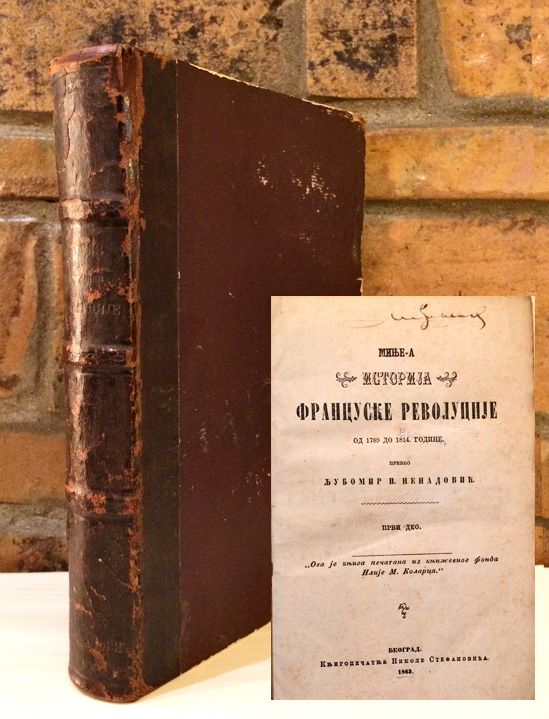 МИЊЕ-А
ИСТОРИЈА
ФРАНЦУСКЕ РЕВОЛУЦИЈЕ
ОД 1789 ДО 1814. ГОДИНЕ.
ПРЕВЕО
ЉУБОМИР П. НЕНАДОВИЋ.
ПРВИ ДЕО.
„Ова је књига печатана из књижевног фонда
Илије М. Коларца.“
БЕОГРАД.
Књигопечатња Николе Стефановића.
1863.